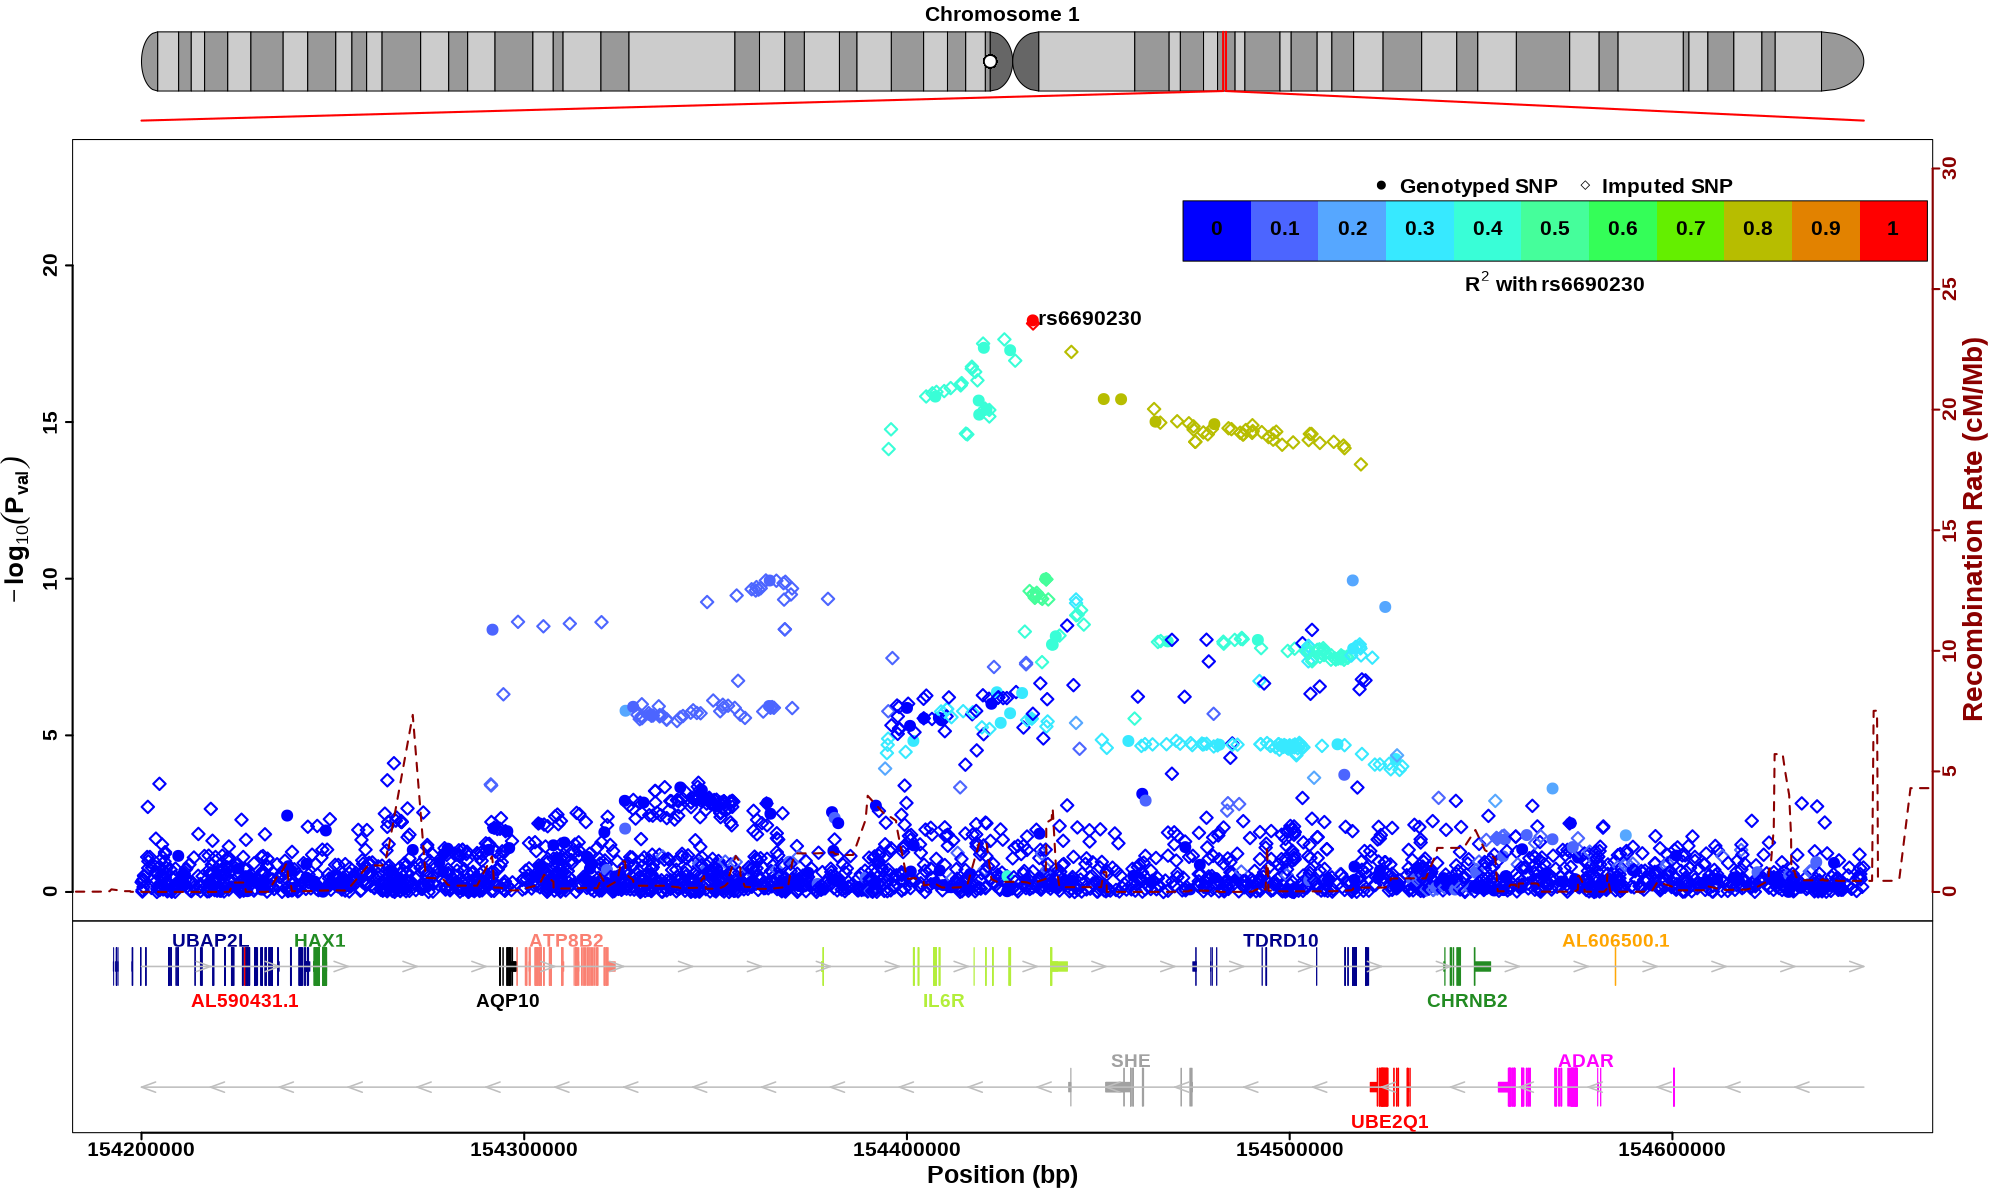 Chromosome 1
Genotyped SNP
Imputed SNP
0 0.1 0.2 0.3 0.4 0.5 0.6 0.7 0.8 0.9 1
R2 with rs6690230
rs6690230
−log10(Pval)
0 5 10 15 20
Recombination Rate (cM/Mb)
0 5 10 15 20 25 30
UBAP2L HAX1 ATP8B2 TDRD10 AL606500.1
AL590431.1 AQP10 IL6R CHRNB2
SHE ADAR
UBE2Q1
154200000 154300000 154400000 154500000 154600000
Position (bp)